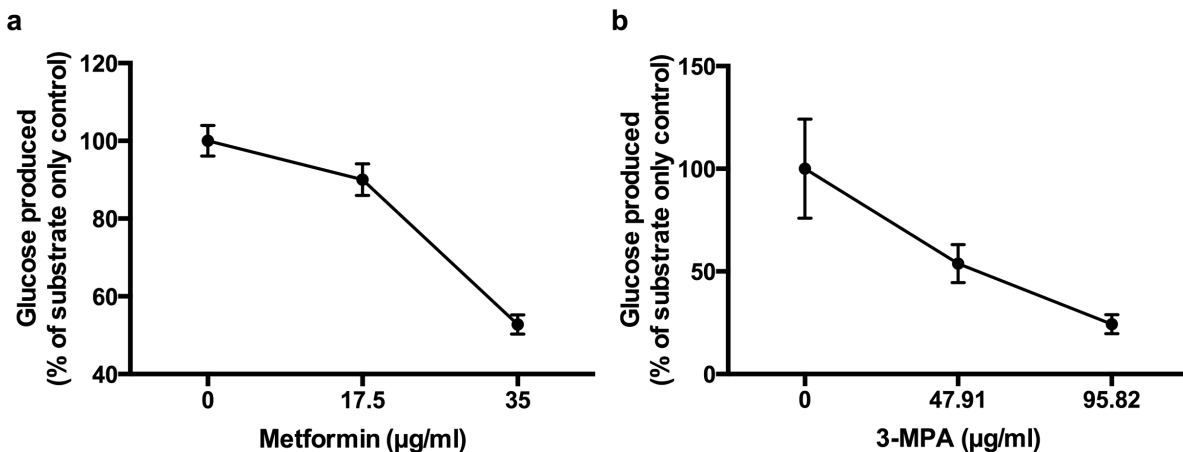 a
Glucose produced
(% of substrate only control)
120
100
80
60
40
0
17.5
35
Metformin (µg/ml)
b
Glucose produced
(% of substrate only control)
150
100
50
0
0
47.91
95.82
3-MPA (µg/ml)